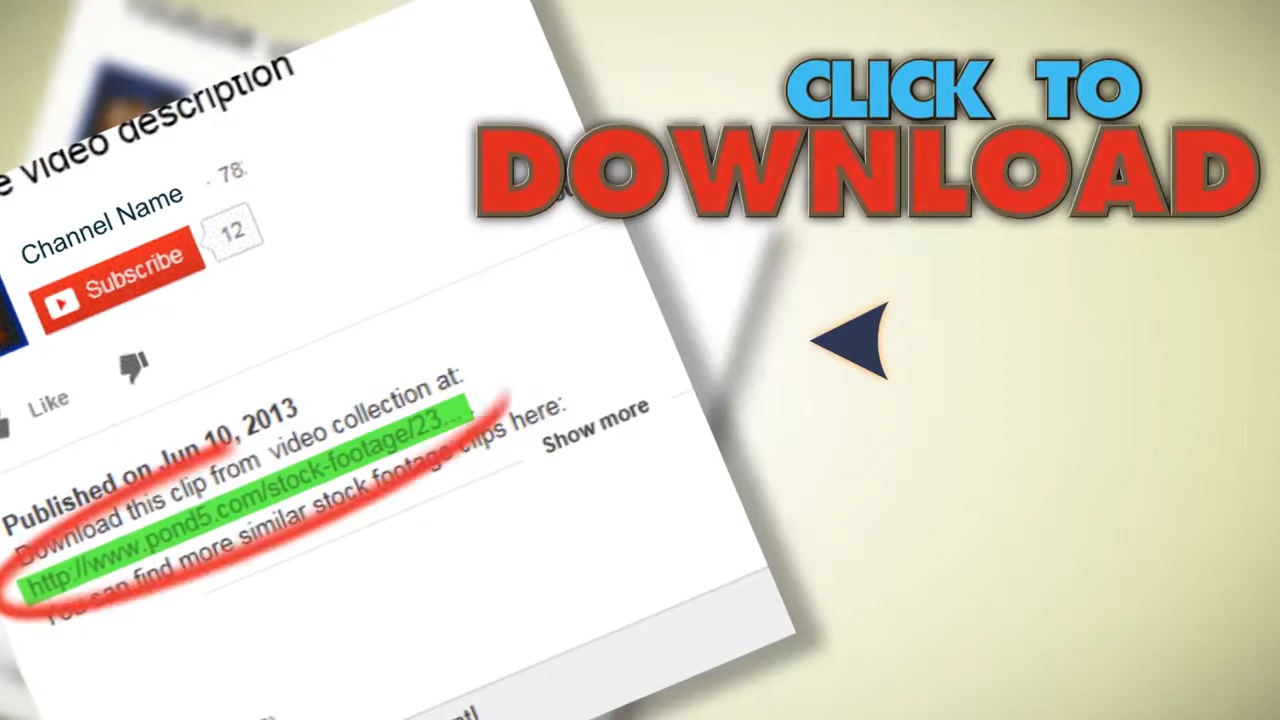 CLICK TO
DOWNLOAD
video description
Channel Name
78
Subscribe
12
Like
Published on Jun 10, 2013
Download this clip from video collection at:
http://www.pond5.com/stock-footage/23...
You can find more similar stock footage clips here:
Show more